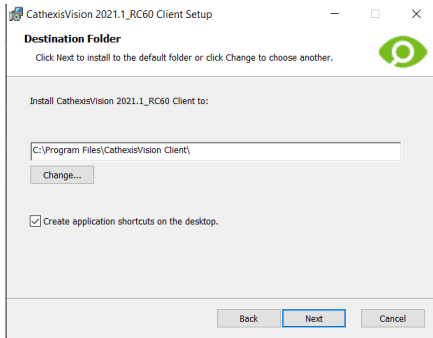 CathexisVision 2021.1_RC60 Client Setup
Destination Folder
Click Next to install to the default folder or click Change to choose another.
Install CathexisVision 2021.1_RC60 Client to:
C:\Program Files\CathexisVision Client\
Change...
Create application shortcuts on the desktop.
Back Next Cancel